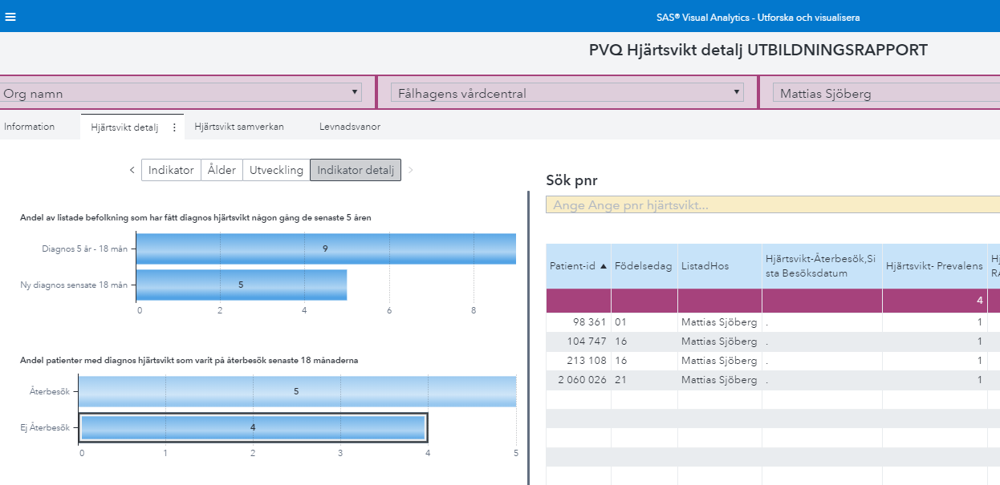 SAS® Visual Analytics - Utforska och visualisera
PVQ Hjärtsvikt detalj UTBILDNINGSRAPPORT
Org namn
Fålhagens vårdcentral
Mattias Sjöberg
Information
Hjärtsvikt detalj
Hjärtsvikt samverkan
Levnadsvanor
Indikator
Ålder
Utveckling
Indikator detalj
Andel av listade befolkning som har fått diagnos hjärtsvikt någon gång de senaste 5 åren
Diagnos 5 år - 18 mån
9
Ny diagnos sensate 18 mån
5
0 2 4 6 8
Andel patienter med diagnos hjärtsvikt som varit på återbesök senaste 18 månaderna
Återbesök
5
Ej Återbesök
4
0 1 2 3 4 5
Sök pnr
Ange Ange pnr hjärtsvikt...
Patient-id Födelsedag ListadHos Hjärtsvikt-Återbesök,Si Hjärtsvikt- Prevalens Hj
sta Besöksdatum RA
4
98 361 01 Mattias Sjöberg . 1
104 747 16 Mattias Sjöberg . 1
213 108 16 Mattias Sjöberg . 1
2 060 026 21 Mattias Sjöberg . 1